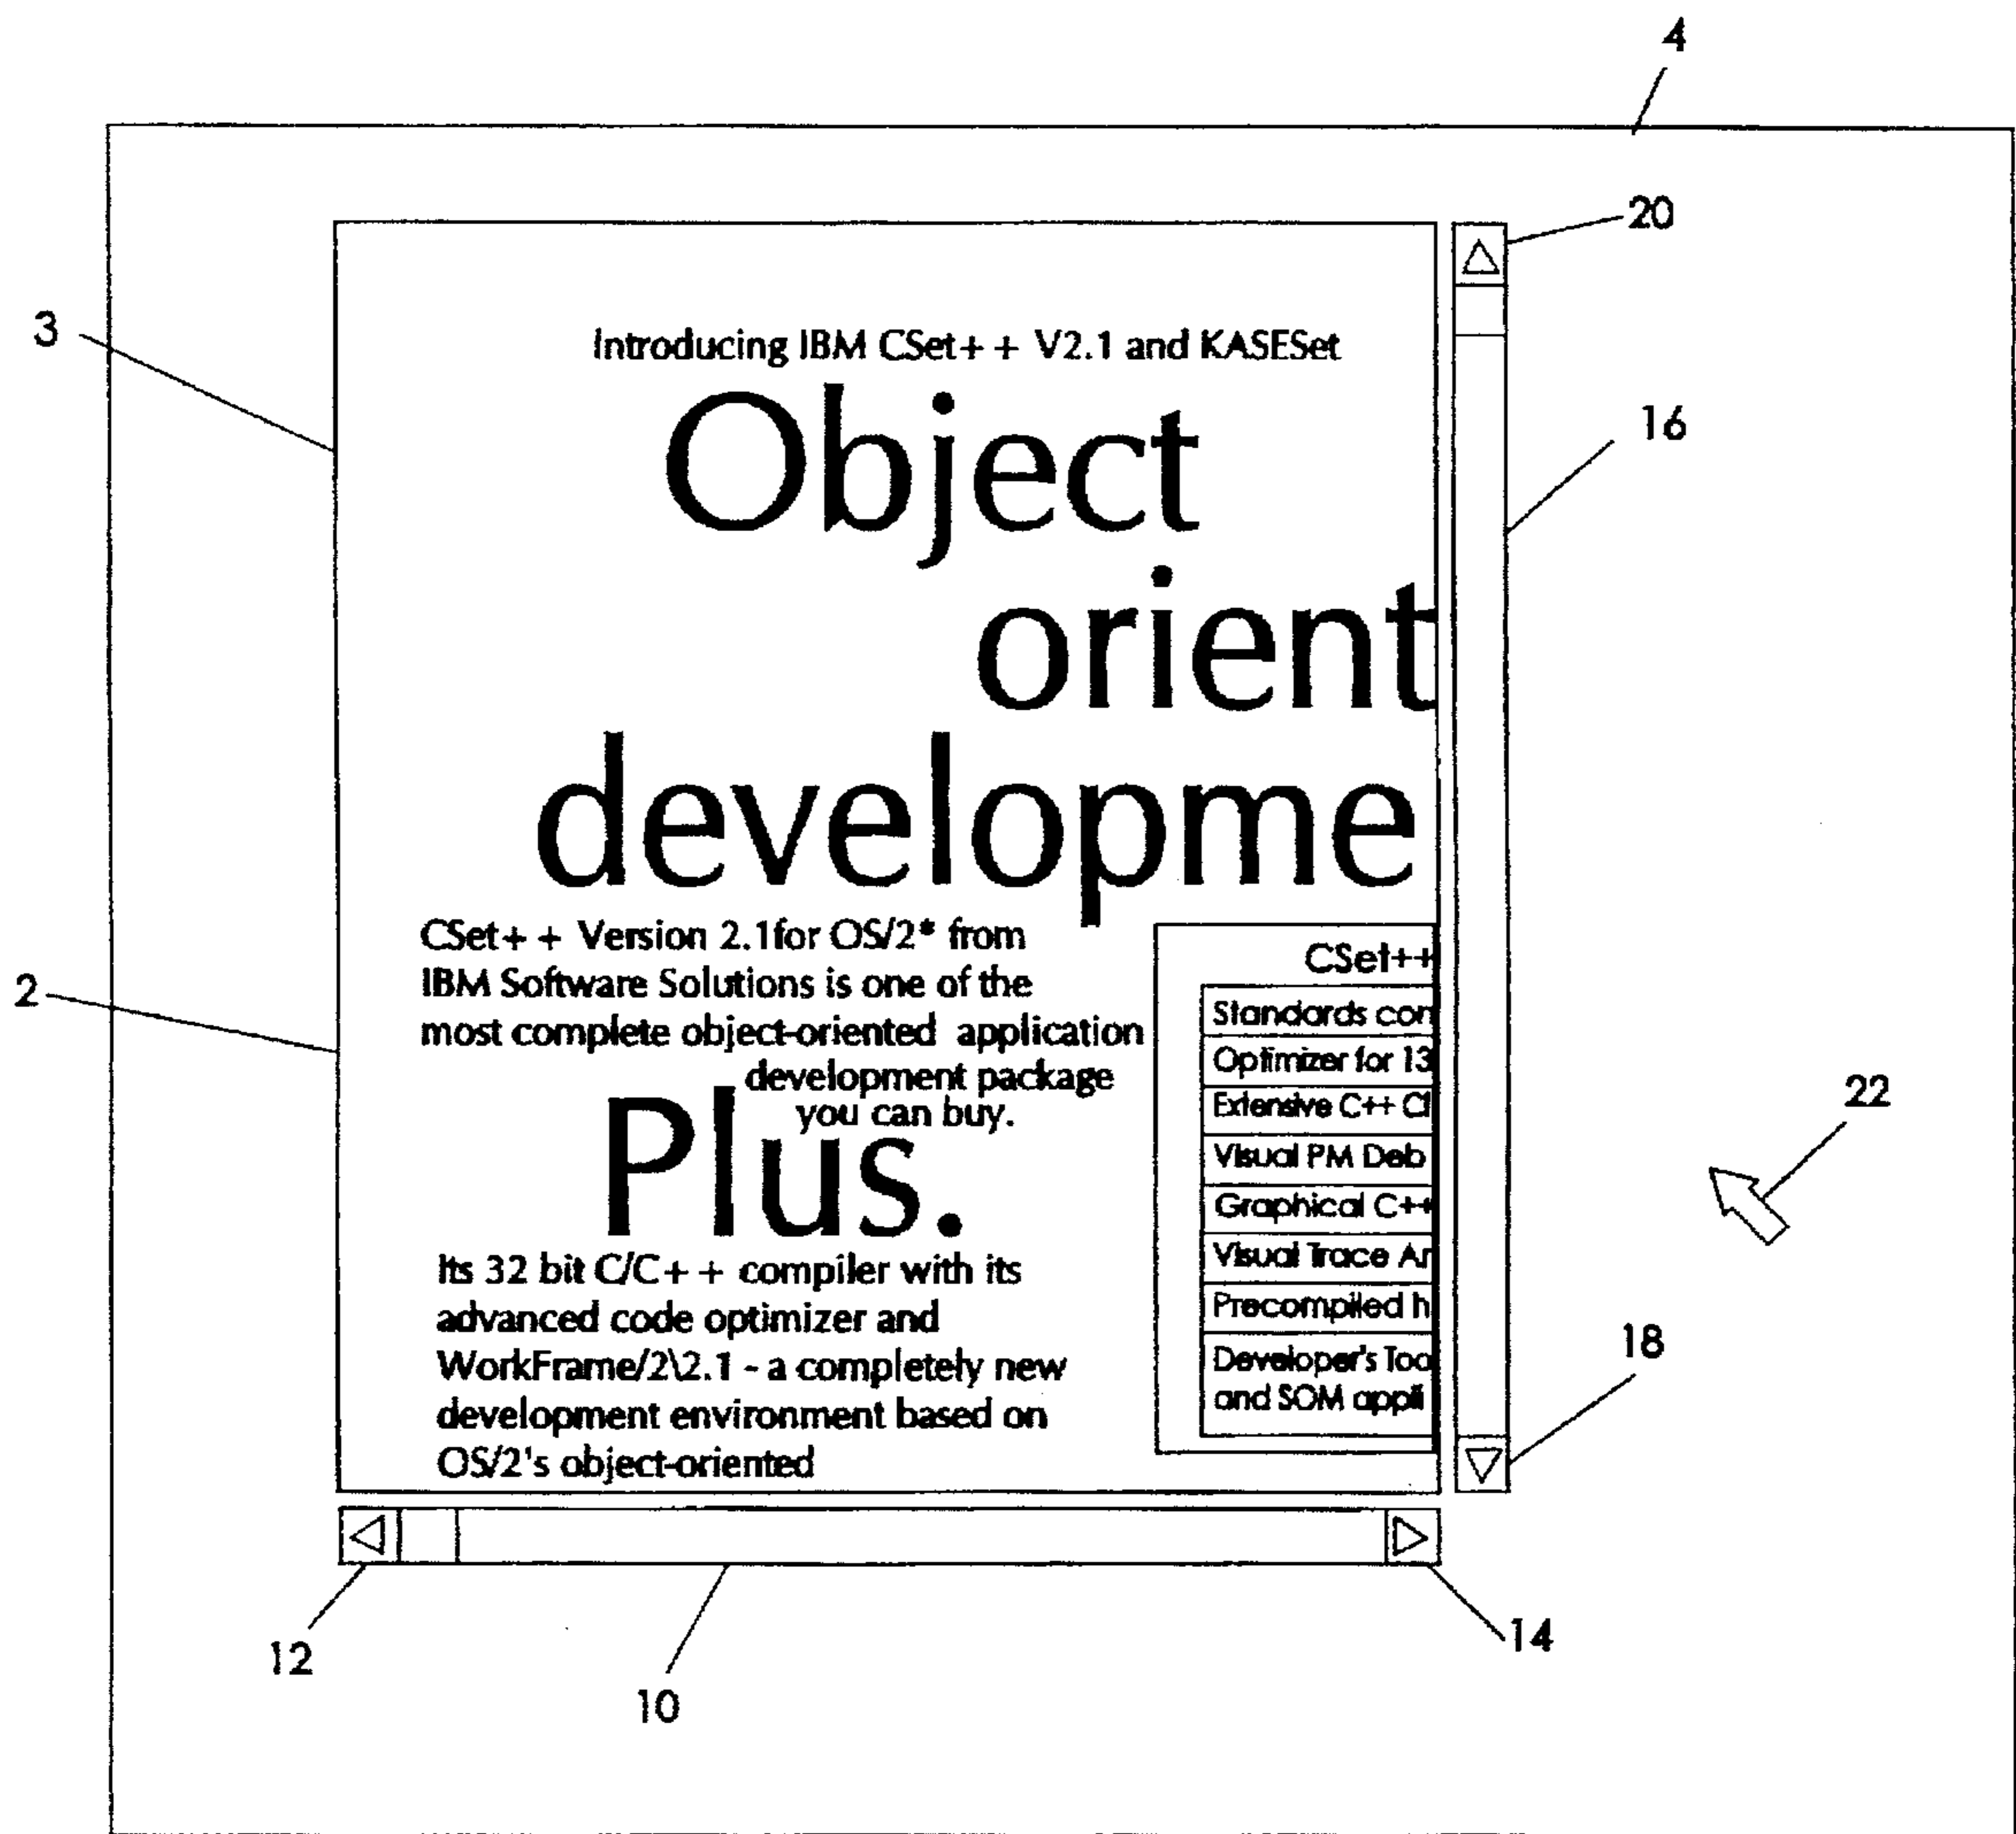 4
20
3
Introducing IBM CSet+ + V2.1 and KASESet
Object
16
orient
developme
CSet+ + Version 2.1for OS/2* from
IBM Software Solutions is one of the
most complete object-oriented application
development package
you can buy.
2
CSet++
Standards con
Optimizer for 13
Extensive C++ Cl
Visual PM Deb
Graphical C++
Visual Trace An
Precompiled h
Developer's Too
and SOM appli
22
Plus.
Its 32 bit C/C+ + compiler with its
advanced code optimizer and
WorkFrame/2\2.1 - a completely new
development environment based on
OS/2's object-oriented
18
12
10
14